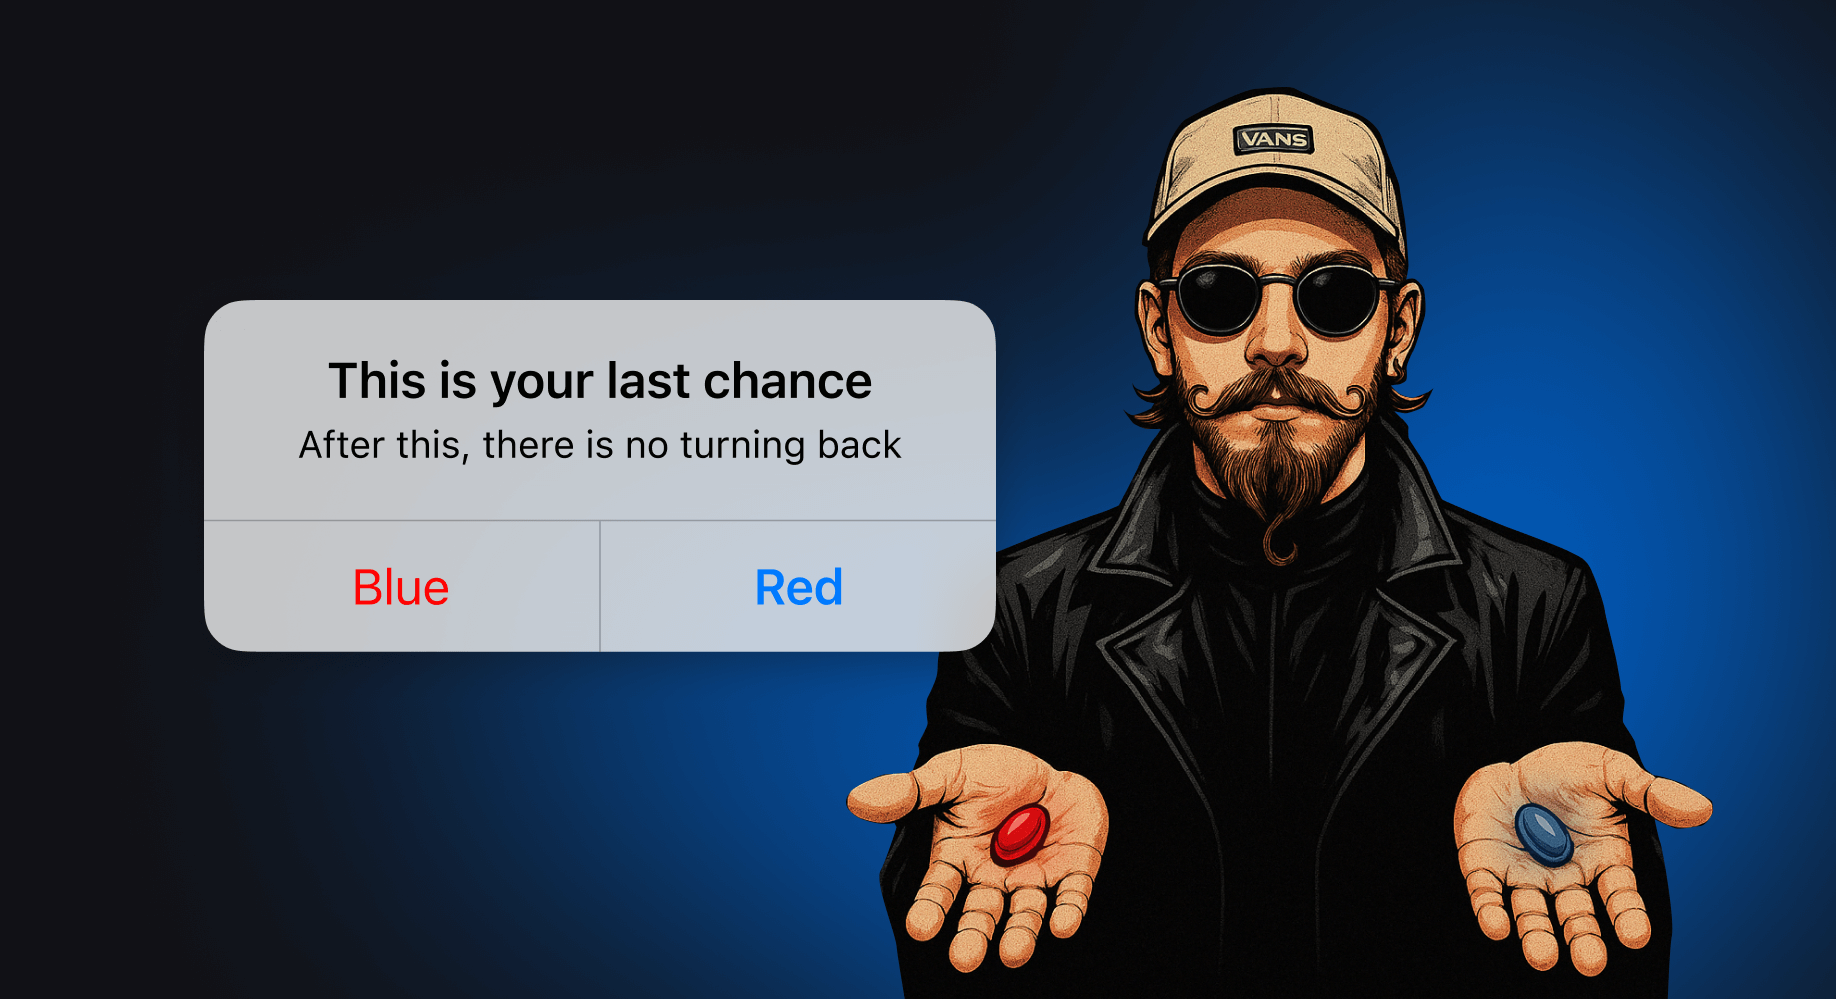 VANS
This is your last chance
After this, there is no turning back
Blue
Red